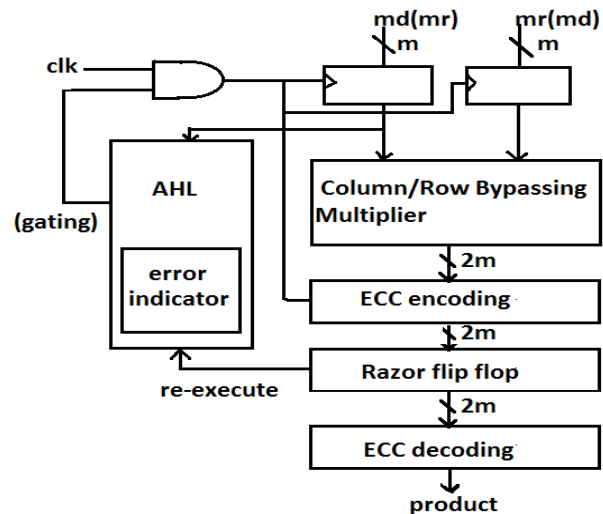 md(mr)
mr(md)
m
m
clk
AHL
(gating)
error
indicator
Column/Row Bypassing
Multiplier
2m
ECC encoding
2m
Razor flip flop
re-execute
2m
ECC decoding
product